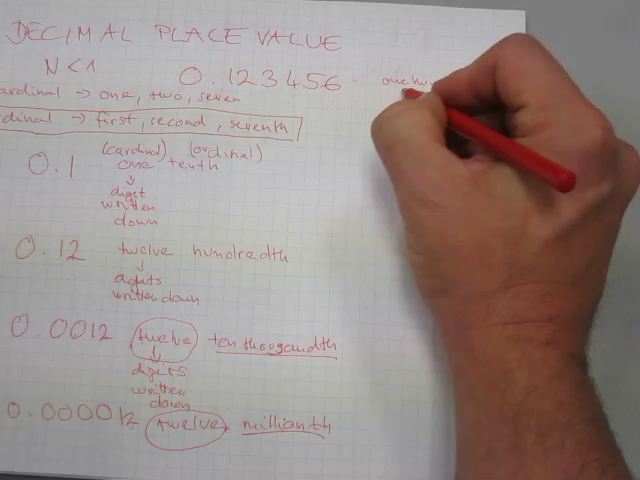 DECIMAL PLACE VALUE
N < 1 0.123456 one hu
ardinal → one, two, seven
dinal → first, second, seventh
(cardinal) (ordinal)
0.1 one tenth
↓
digit
written
down
0.12 twelve hundredth
↓
digits
written down
0.0012 twelve ten thousandth
↓
digits
written
down
0.000012 twelve millionth